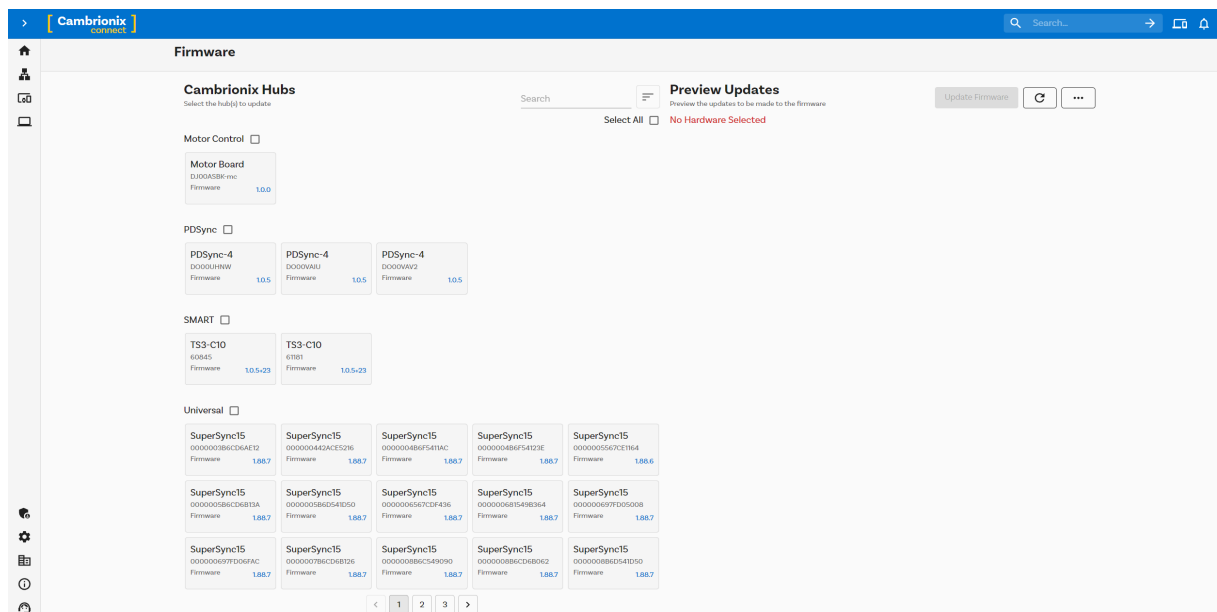 [ Cambrionix ]
connect
Search...
Firmware
Cambrionix Hubs
Select the hub(s) to update
Search
Select All
Preview Updates
Preview the updates to be made to the firmware
No Hardware Selected
Update Firmware
Motor Control
Motor Board
DJ00ASBK-mc
Firmware 1.0.0
PDSync
PDSync-4 PDSync-4 PDSync-4
DO00UHNW DO00VAIU DO00VAV2
Firmware 1.0.5 Firmware 1.0.5 Firmware 1.0.5
SMART
TS3-C10 TS3-C10
60845 61181
Firmware 1.0.5+23 Firmware 1.0.5+23
Universal
SuperSync15 SuperSync15 SuperSync15 SuperSync15 SuperSync15
0000003B6CD6AE12 000000442ACE5216 0000004B6F5411AC 0000004B6F54123E 0000005567CE1164
Firmware 1.88.7 Firmware 1.88.7 Firmware 1.88.7 Firmware 1.88.7 Firmware 1.88.6
SuperSync15 SuperSync15 SuperSync15 SuperSync15 SuperSync15
0000005B6CD6B13A 0000005B6D541D50 0000006567CDF436 000000681549B364 000000697FD05008
Firmware 1.88.7 Firmware 1.88.7 Firmware 1.88.7 Firmware 1.88.7 Firmware 1.88.7
SuperSync15 SuperSync15 SuperSync15 SuperSync15 SuperSync15
000000697FD06FAC 0000007B6CD6B126 0000008B6C549090 0000008B6CD6B062 0000008B6D541D50
Firmware 1.88.7 Firmware 1.88.7 Firmware 1.88.7 Firmware 1.88.7 Firmware 1.88.7
< 1 2 3 >